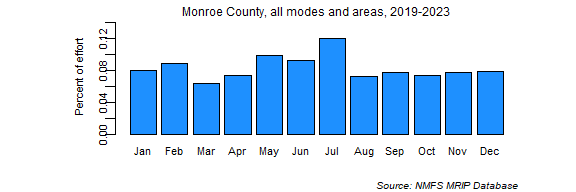 Monroe County, all modes and areas, 2019-2023
Percent of effort
0.12
0.08
0.04
0.00
Jan Feb Mar Apr May Jun Jul Aug Sep Oct Nov Dec
Source: NMFS MRIP Database